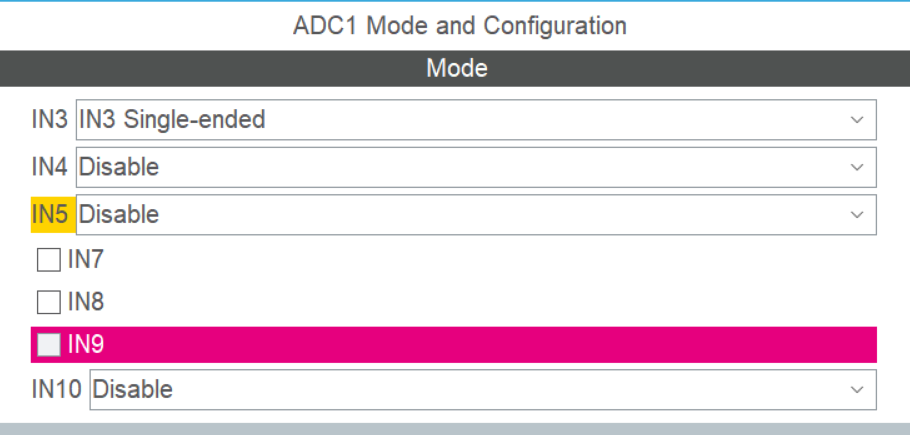 ADC1 Mode and Configuration
Mode
IN3 IN3 Single-ended
IN4 Disable
IN5 Disable
IN7
IN8
IN9
IN10 Disable